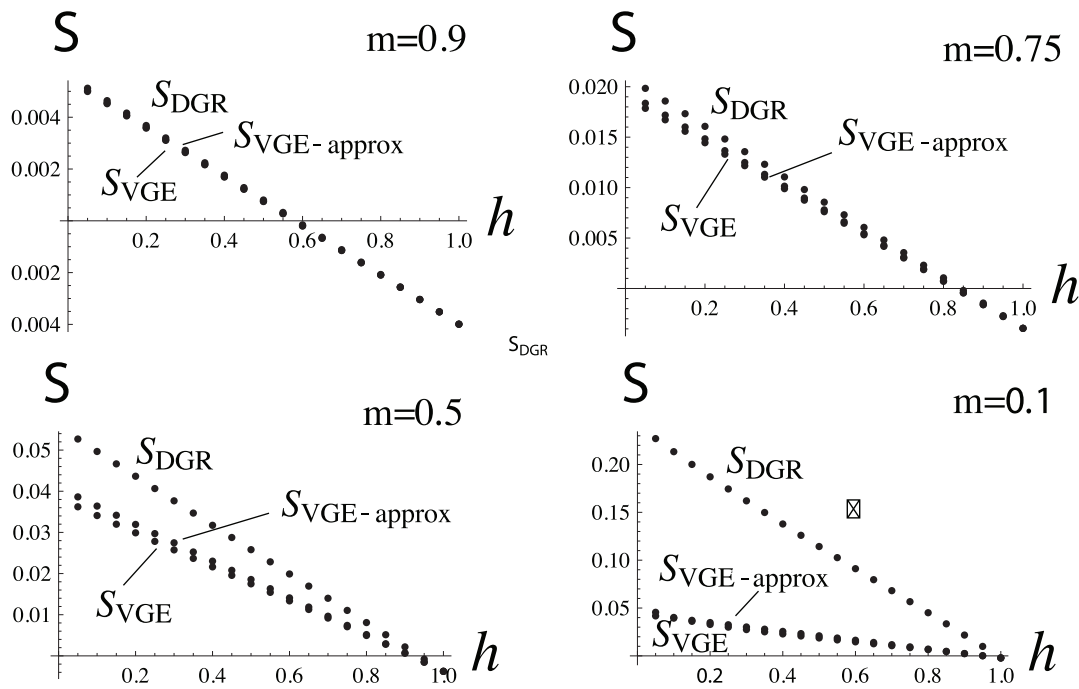 S
m=0.9
0.004
S_DGR
S_VGE-approx
0.002
S_VGE
0.2 0.4 0.6 0.8 1.0
h
0.002
0.004
S
m=0.75
0.020
S_DGR
0.015
S_VGE-approx
0.010
S_VGE
0.005
0.2 0.4 0.6 0.8 1.0
h
S_DGR
S
m=0.5
0.05
S_DGR
0.04
S_VGE-approx
0.03
0.02
S_VGE
0.01
0.2 0.4 0.6 0.8 1.0
h
S
m=0.1
0.20
S_DGR
0.15
0.10
S_VGE-approx
0.05
S_VGE
0.2 0.4 0.6 0.8 1.0
h